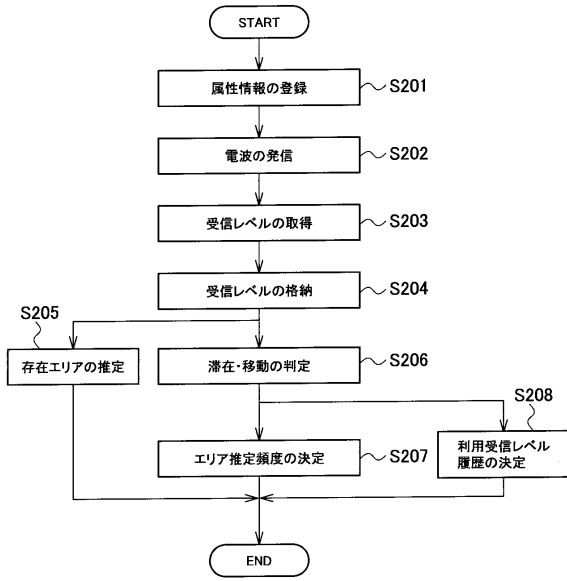 START
属性情報の登録
S201
電波の発信
S202
受信レベルの取得
S203
受信レベルの格納
S204
S205
存在エリアの推定
滞在・移動の判定
S206
S208
エリア推定頻度の決定
S207
利用受信レベル
履歴の決定
END